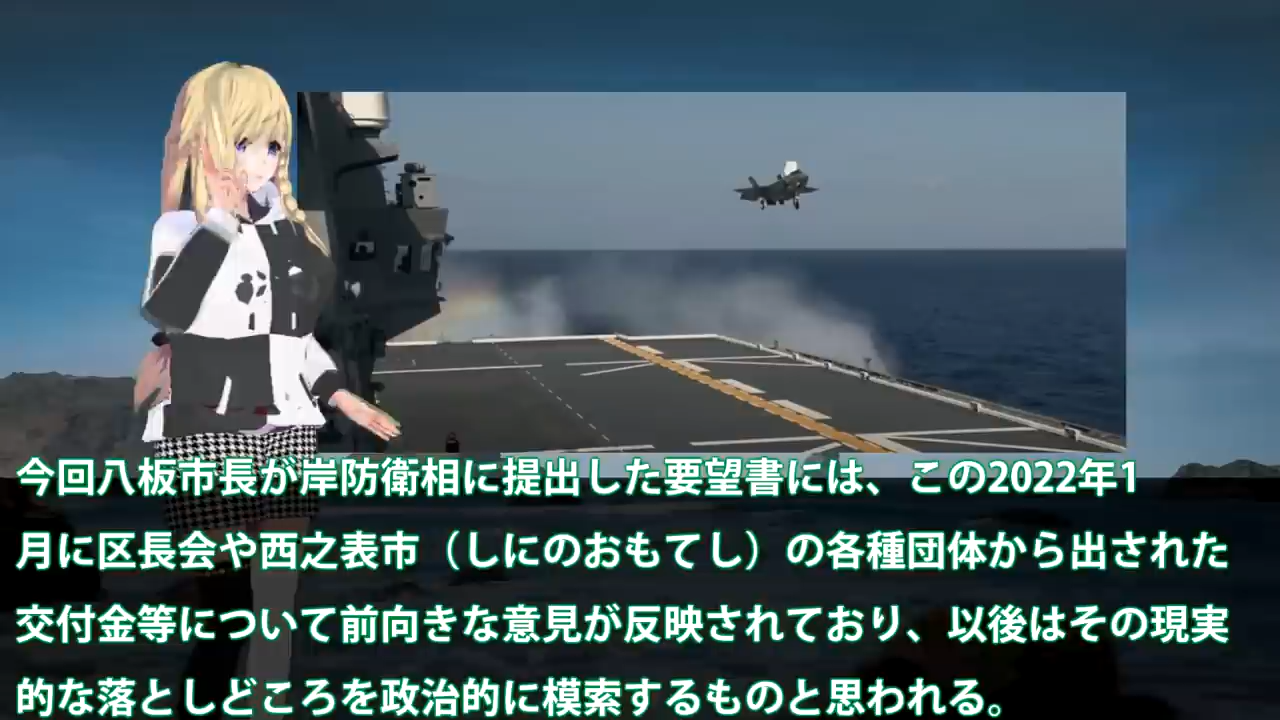 今回八板市長が岸防衛相に提出した要望書には、この2022年1
月に区長会や西之表市（しにのおもてし）の各種団体から出された
交付金等について前向きな意見が反映されており、以後はその現実
的な落としどころを政治的に模索するものと思われる。